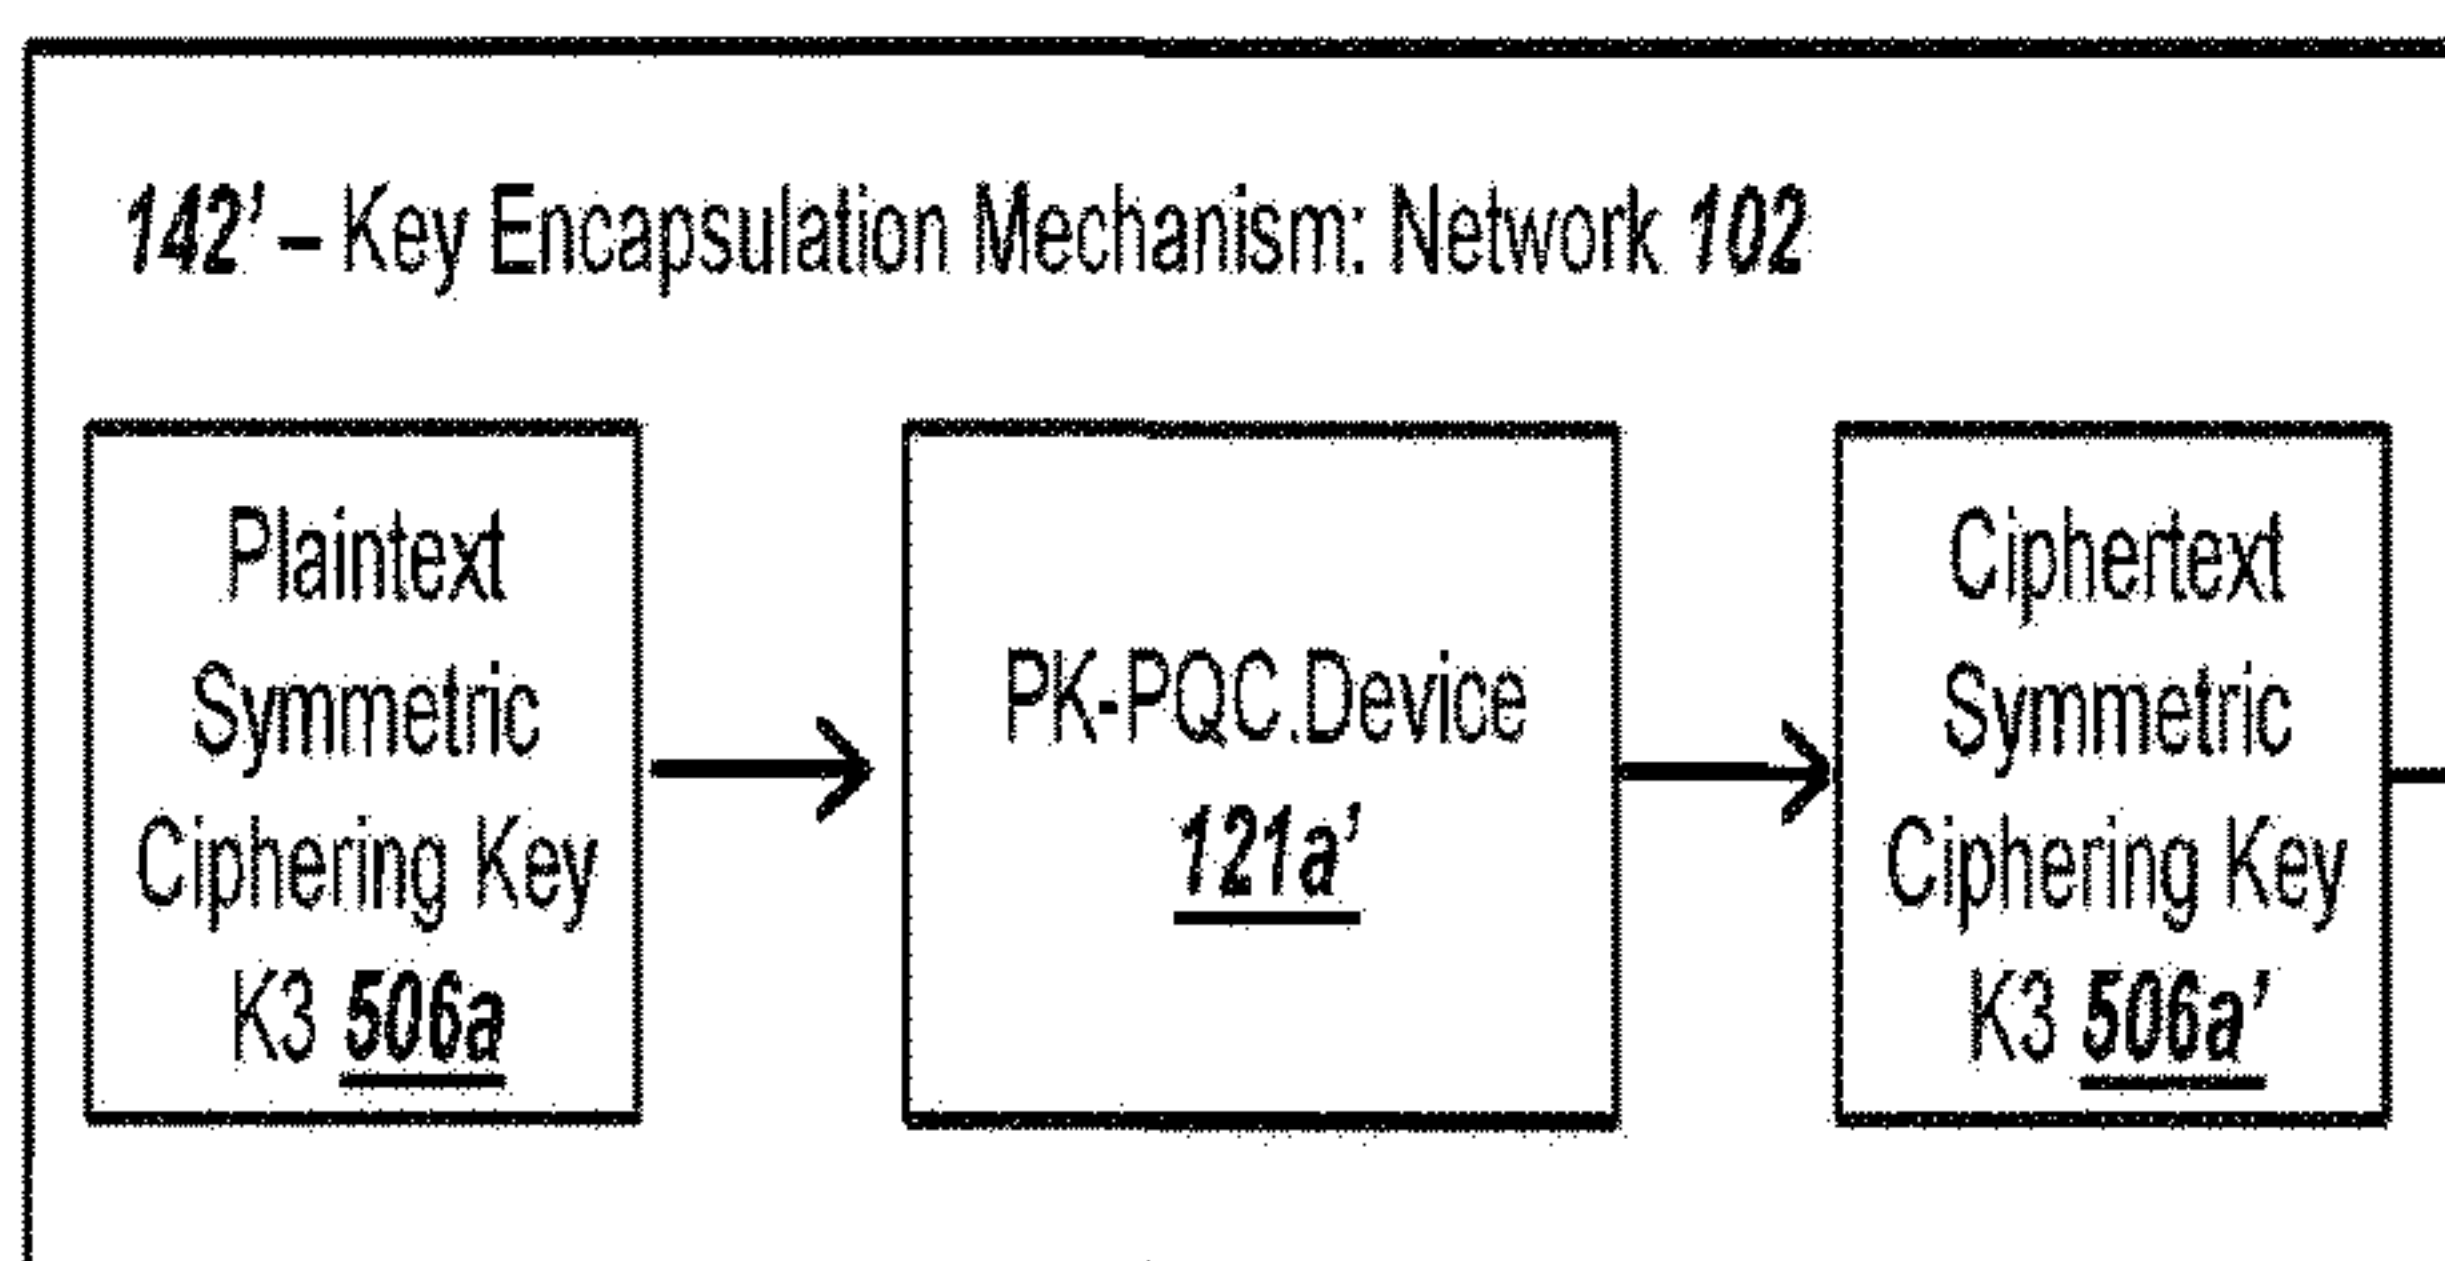 142' – Key Encapsulation Mechanism: Network 102
Plaintext
Symmetric
Ciphering Key
K3 506a
PK-PQC.Device
121a'
Ciphertext
Symmetric
Ciphering Key
K3 506a'